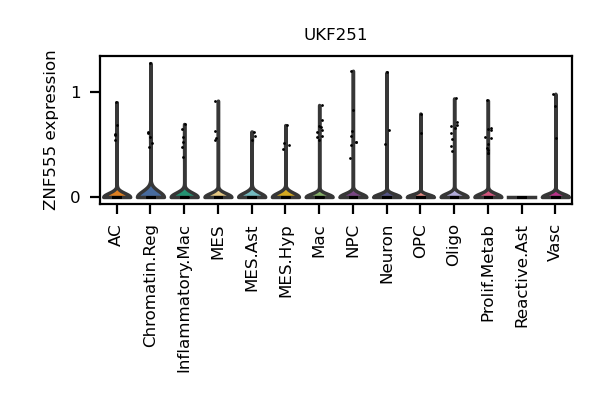 UKF251
ZNF555 expression
1
0
AC
Chromatin.Reg
Inflammatory.Mac
MES
MES.Ast
MES.Hyp
Mac
NPC
Neuron
OPC
Oligo
Prolif.Metab
Reactive.Ast
Vasc